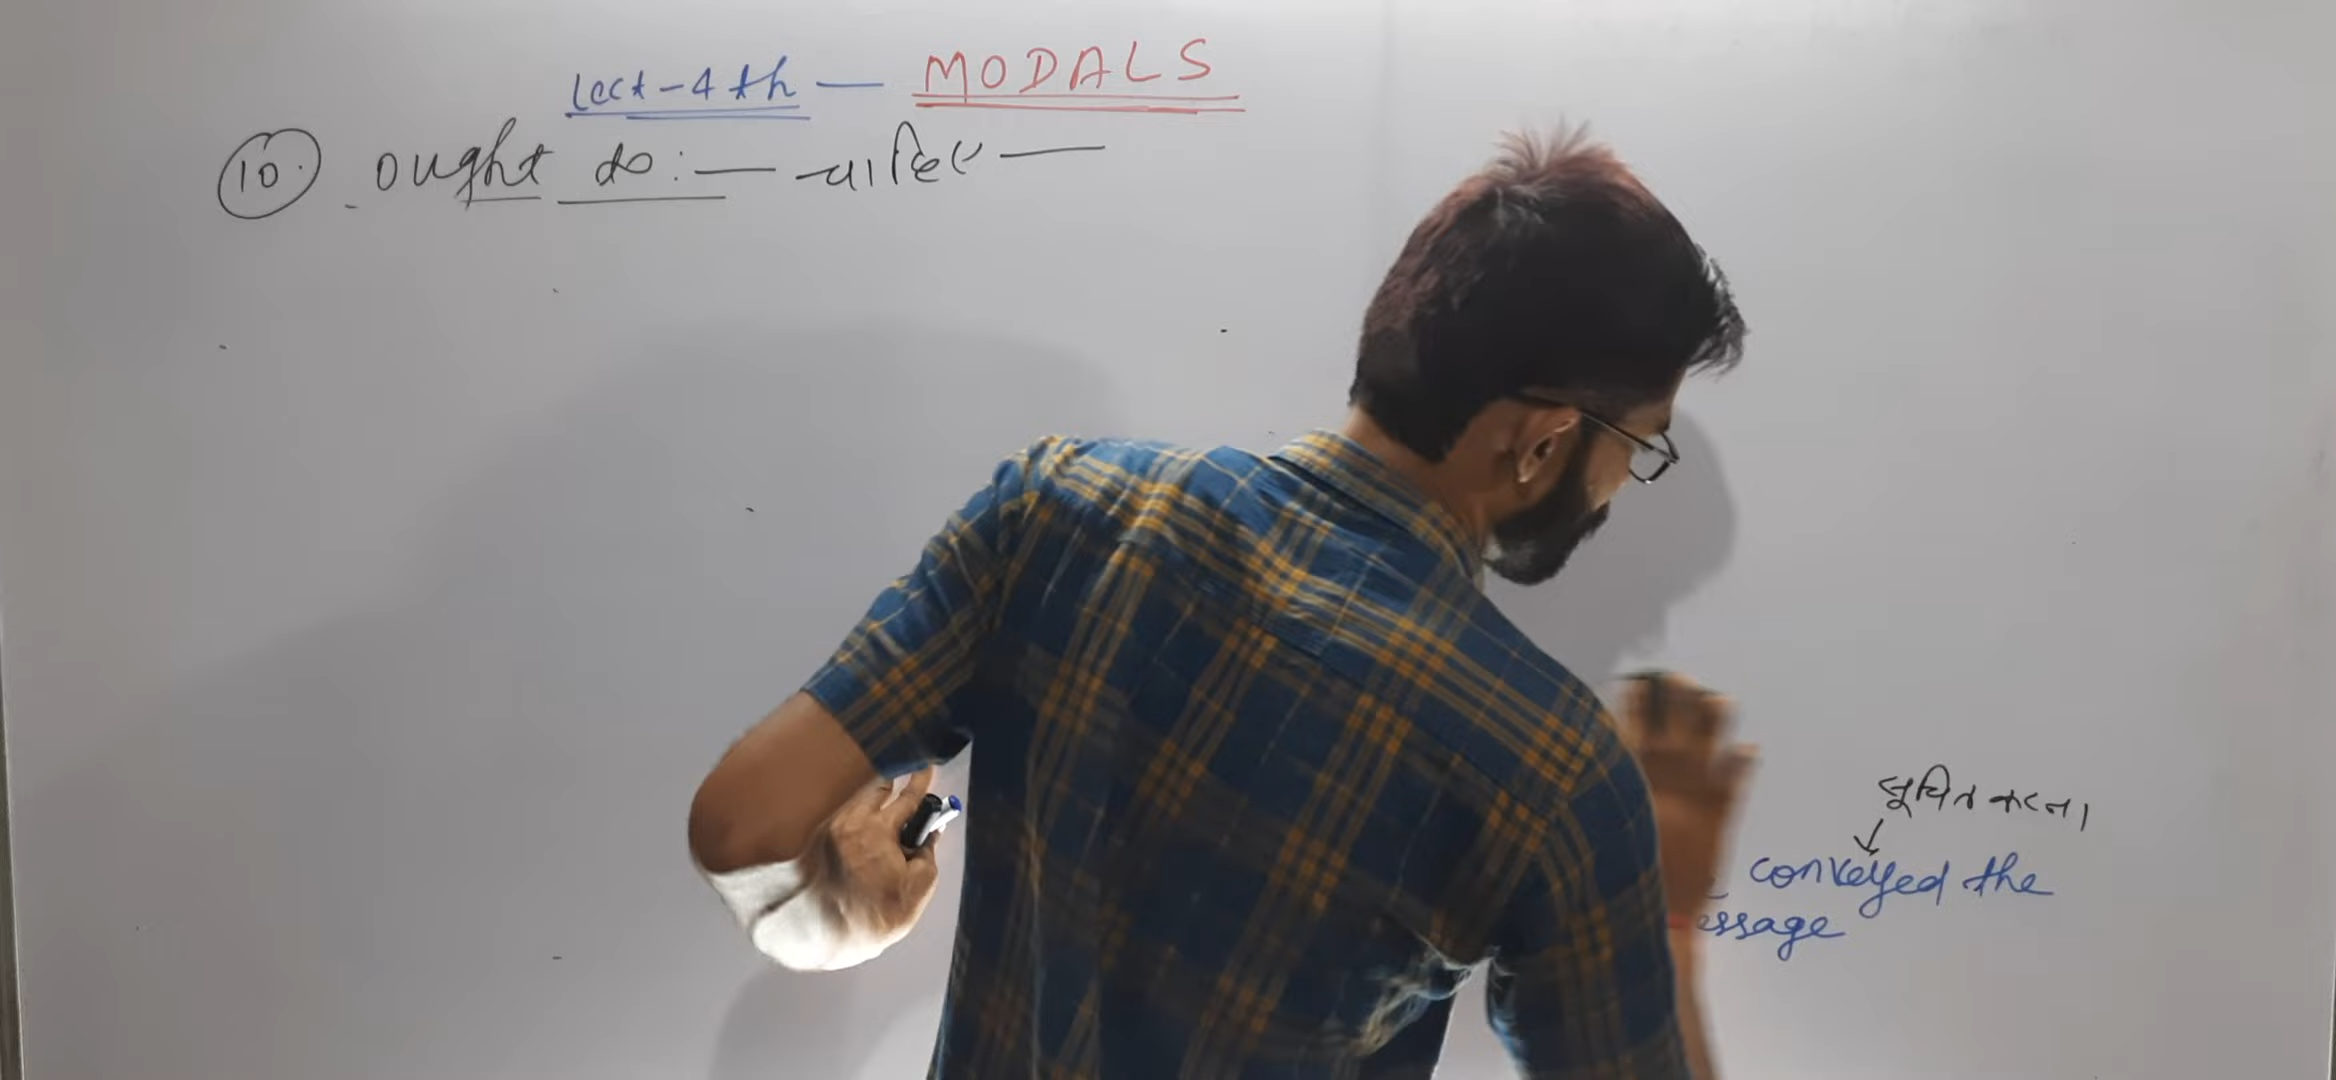 Lect-4th — MODALS
10. ought to :— चाहिए —
सूचित करना
conveyed the
essage